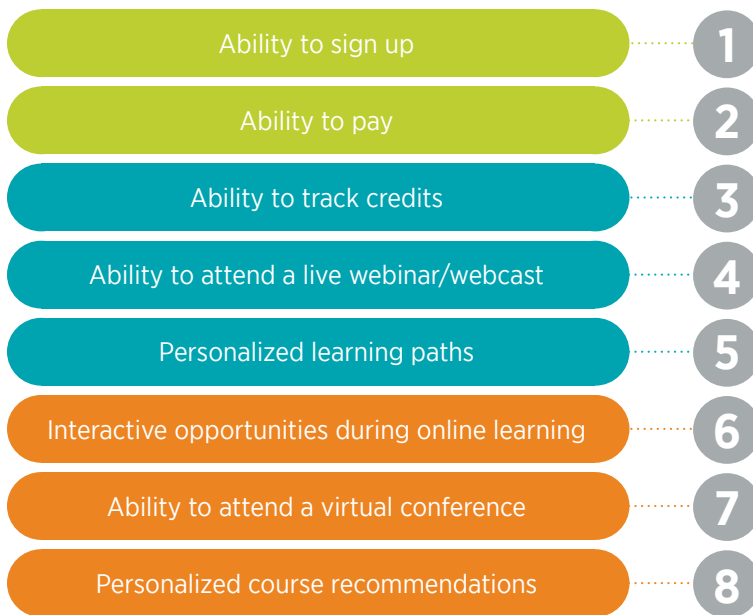 Ability to sign up 1
Ability to pay 2
Ability to track credits 3
Ability to attend a live webinar/webcast 4
Personalized learning paths 5
Interactive opportunities during online learning 6
Ability to attend a virtual conference 7
Personalized course recommendations 8